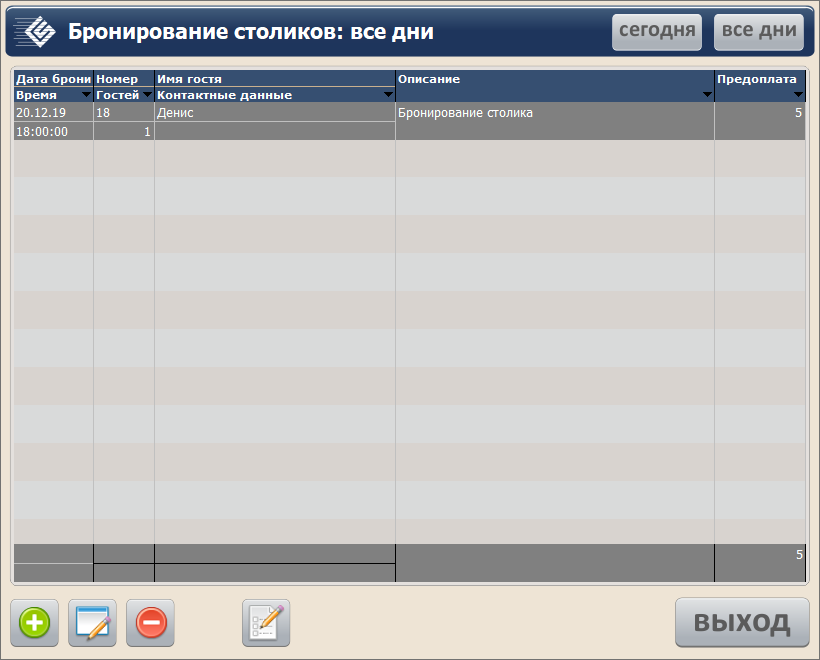 Бронирование столиков: все дни
сегодня
все дни
Дата брони Номер Имя гостя Описание Предоплата
Время Гостей Контактные данные
20.12.19 18 Денис Бронирование столика 5
18:00:00 1
5
ВЫХОД